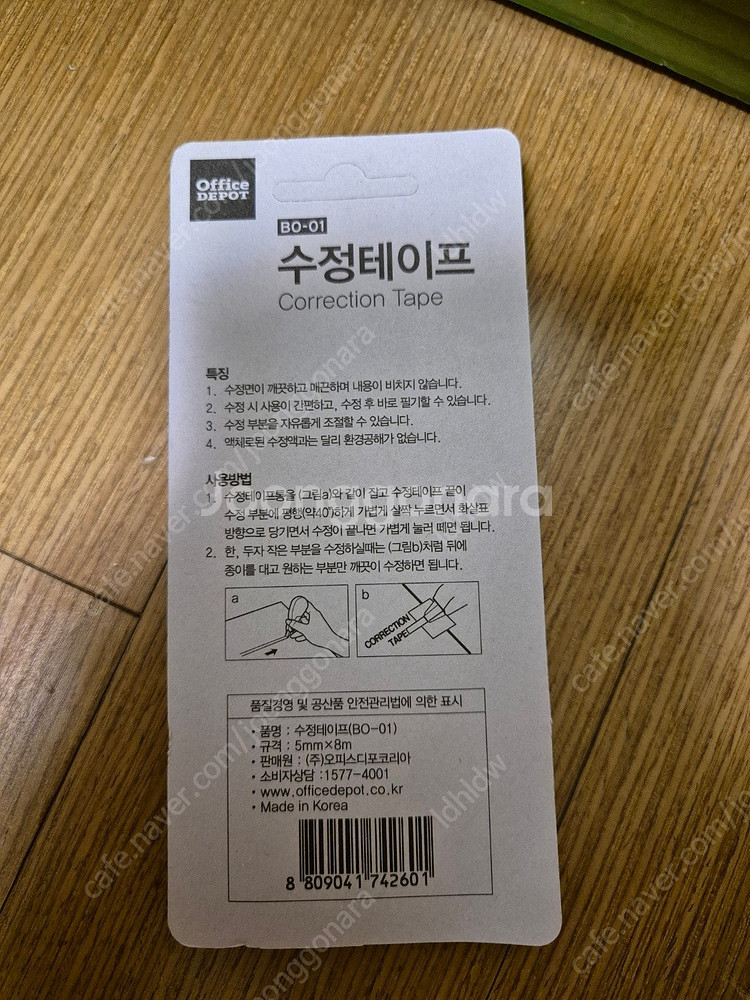 Office
DEPOT
BO-01
수정테이프
Correction Tape
특징
1. 수정면이 깨끗하고 매끈하며 내용이 비치지 않습니다.
2. 수정 시 사용이 간편하고, 수정 후 바로 필기할 수 있습니다.
3. 수정 부분을 자유롭게 조절할 수 있습니다.
4. 액체로된 수정액과는 달리 환경공해가 없습니다.
사용방법
1. 수정테이프통을 (그림a)와 같이 잡고 수정테이프 끝이
수정 부분에 평행(약40°)하게 가볍게 살짝 누르면서 화살표
방향으로 당기면서 수정이 끝나면 가볍게 눌러 떼면 됩니다.
2. 한, 두자 작은 부분을 수정하실때는 (그림b)처럼 뒤에
종이를 대고 원하는 부분만 깨끗이 수정하면 됩니다.
a
b
CORRECTION
TAPE
품질경영 및 공산품 안전관리법에 의한 표시
• 품명 : 수정테이프(BO-01)
• 규격 : 5mm×8m
• 판매원 : (주)오피스디포코리아
• 소비자상담 : 1577-4001
• www.officedepot.co.kr
• Made in Korea
8 809041 742601
Joonggonara
cafe.naver.com/joonggonara
ldhldw